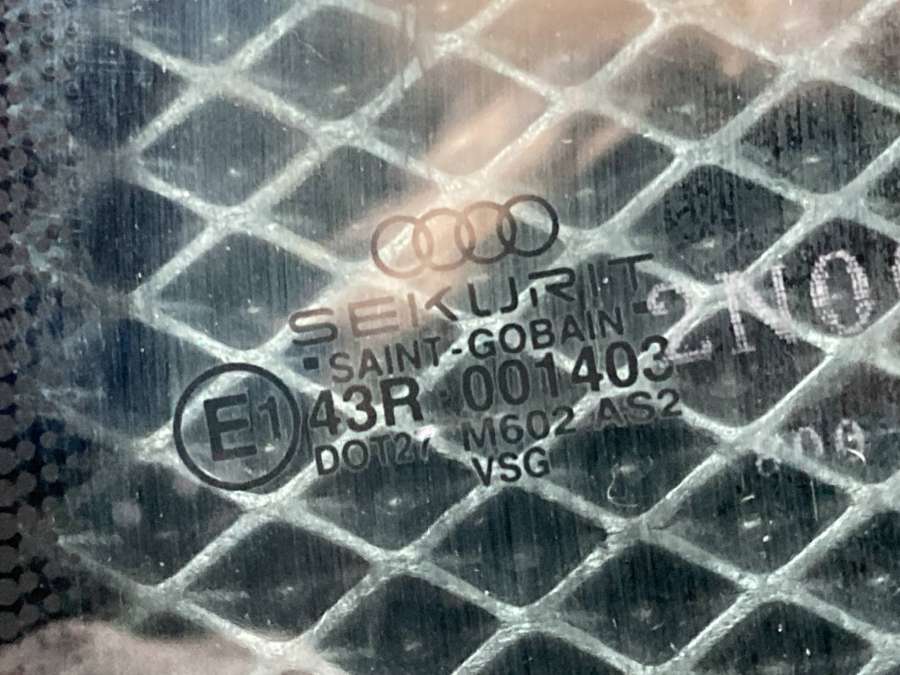 SEKURIT
SAINT-GOBAIN
E1 43R 001403
DOT27 M602 AS2
VSG